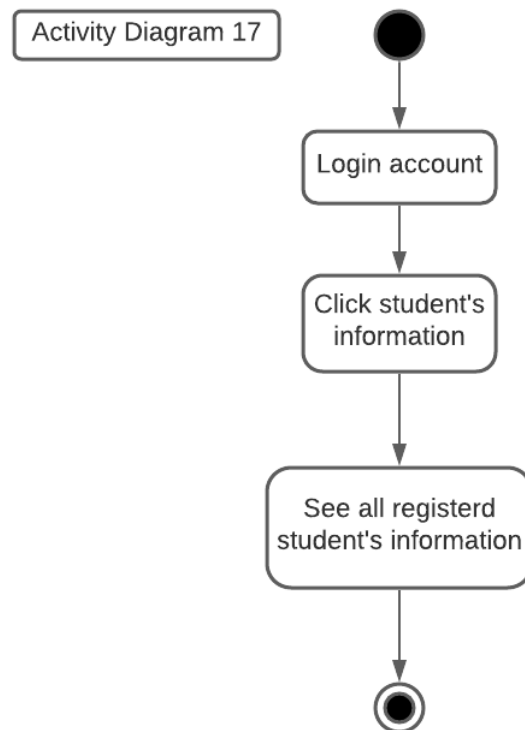 Activity Diagram 17
Login account
Click student's
information
See all registerd
student's information